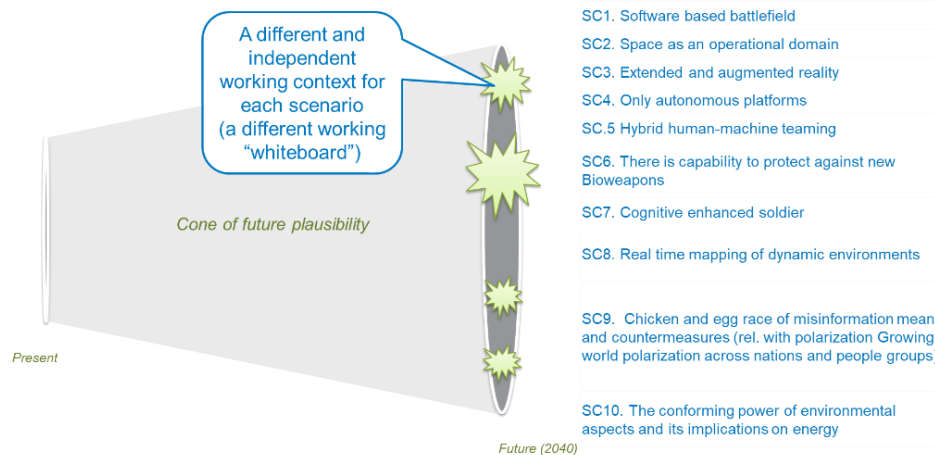 A different and
independent
working context for
each scenario
(a different working
“whiteboard”)
Cone of future plausibility
Present
Future (2040)
SC1. Software based battlefield
SC2. Space as an operational domain
SC3. Extended and augmented reality
SC4. Only autonomous platforms
SC.5 Hybrid human-machine teaming
SC6. There is capability to protect against new
Bioweapons
SC7. Cognitive enhanced soldier
SC8. Real time mapping of dynamic environments
SC9.  Chicken and egg race of misinformation mean
and countermeasures (rel. with polarization Growing
world polarization across nations and people groups)
SC10. The conforming power of environmental
aspects and its implications on energy